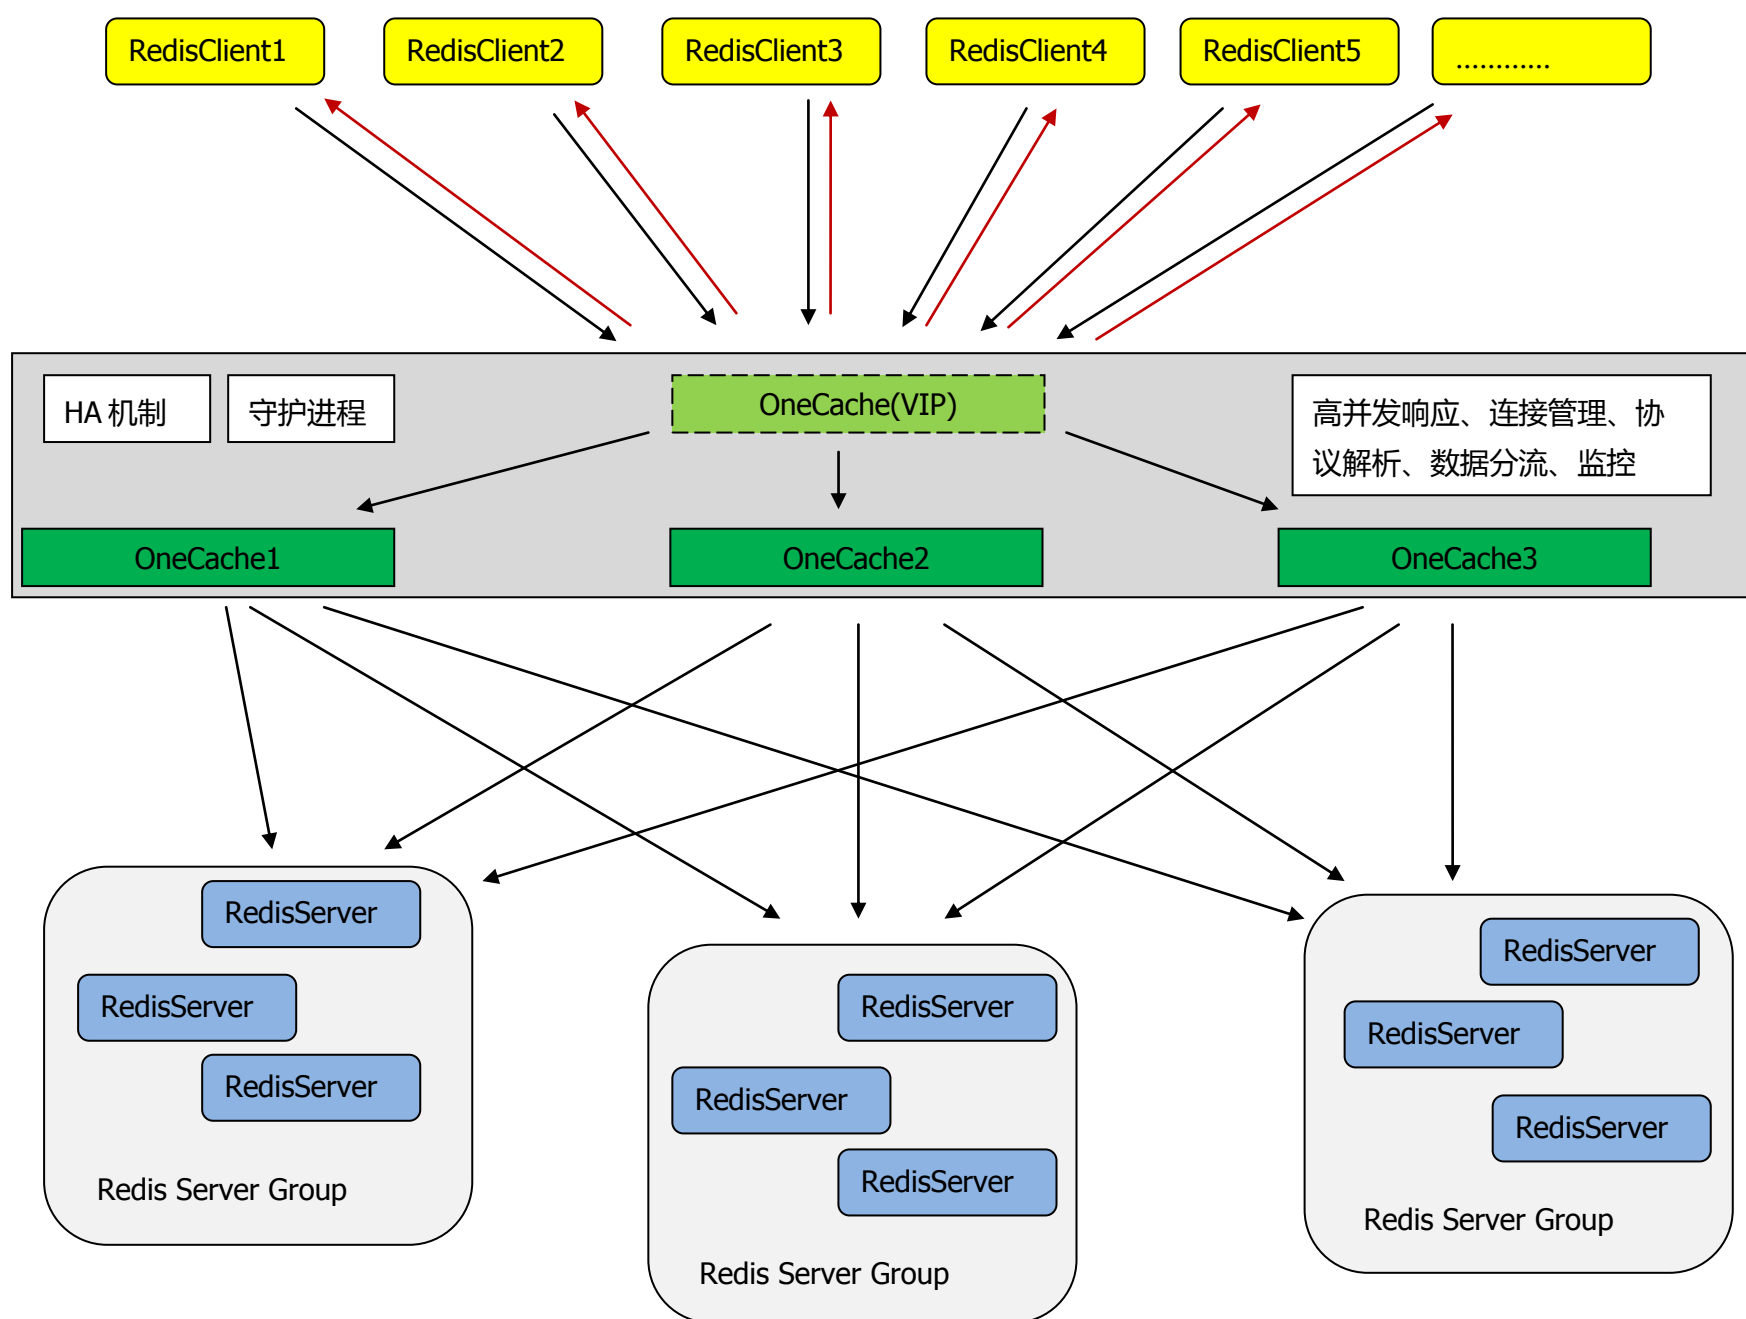 RedisClient1
RedisClient2
RedisClient3
RedisClient4
RedisClient5
…………
HA 机制
守护进程
OneCache(VIP)
高并发响应、连接管理、协
议解析、数据分流、监控
OneCache1
OneCache2
OneCache3
RedisServer
RedisServer
RedisServer
Redis Server Group
RedisServer
RedisServer
RedisServer
Redis Server Group
RedisServer
RedisServer
RedisServer
Redis Server Group